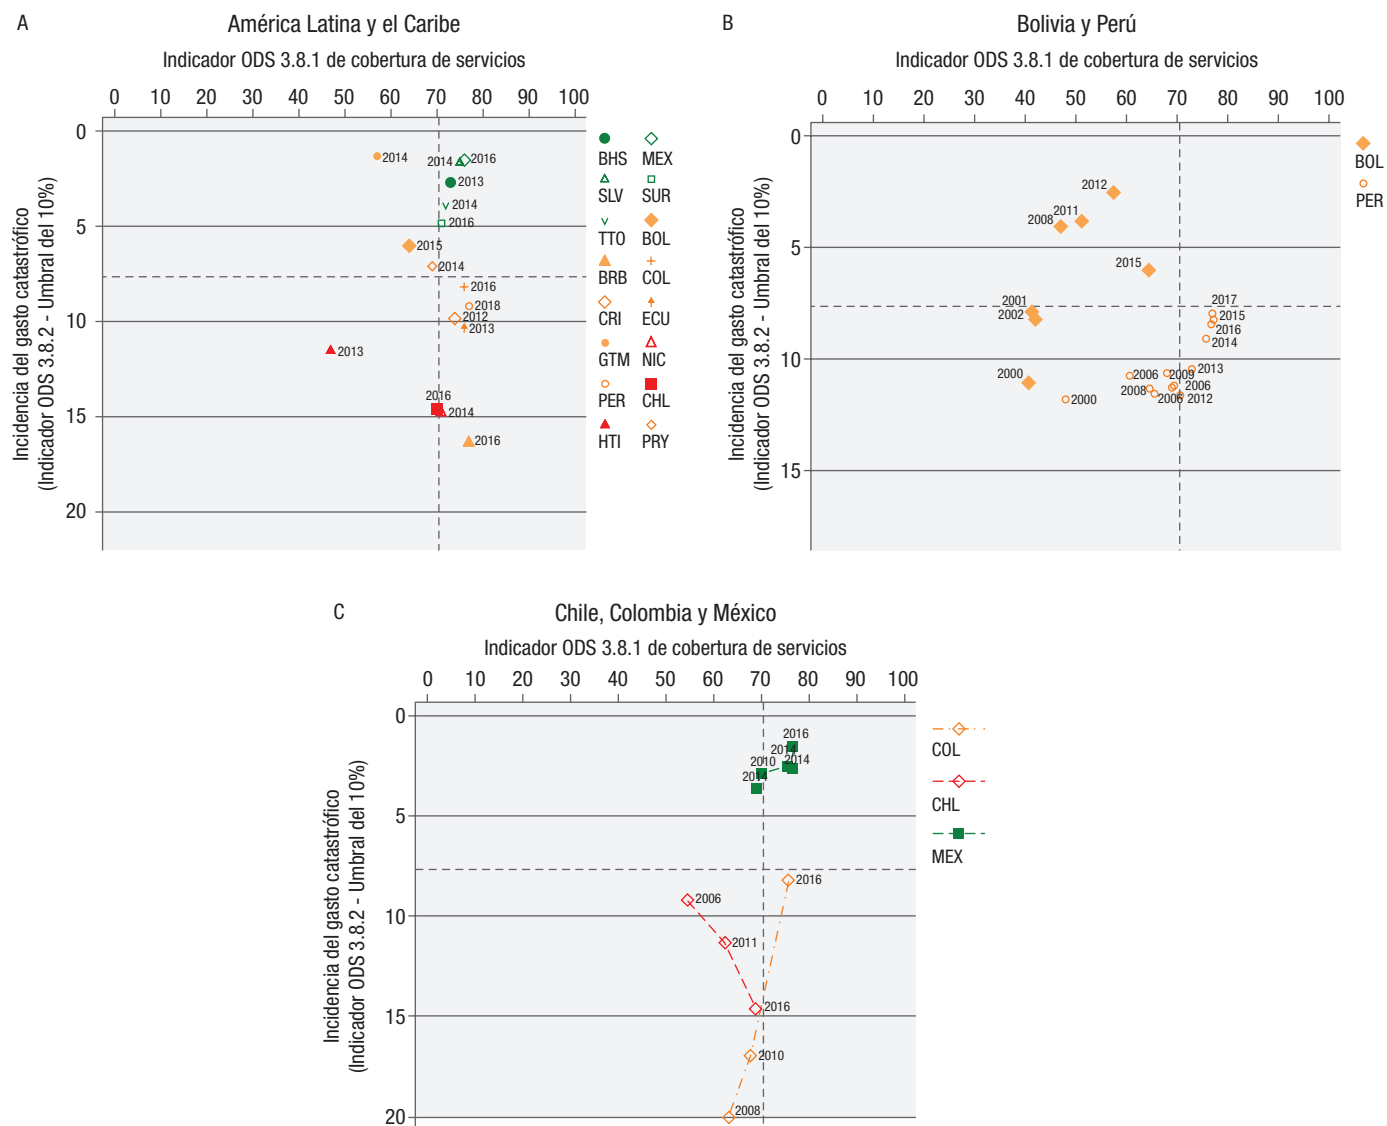 A
América Latina y el Caribe
Indicador ODS 3.8.1 de cobertura de servicios
0 10 20 30 40 50 60 70 80 90 100
0
5
10
15
20
Incidencia del gasto catastrófico
(Indicador ODS 3.8.2 - Umbral del 10%)
2014
2014
2016
2013
2014
2016
2015
2014
2016
2018
2012
2013
2013
2016
2014
2016
BHS MEX
SLV SUR
TTO BOL
BRB COL
CRI ECU
GTM NIC
PER CHL
HTI PRY
B
Bolivia y Perú
Indicador ODS 3.8.1 de cobertura de servicios
0 10 20 30 40 50 60 70 80 90 100
0
5
10
15
Incidencia del gasto catastrófico
(Indicador ODS 3.8.2 - Umbral del 10%)
2012
2011
2008
2015
2001
2002
2017
2015
2016
2014
2013
2000
2006
2009
2008
2006
2006
2012
2000
BOL
PER
C
Chile, Colombia y México
Indicador ODS 3.8.1 de cobertura de servicios
0 10 20 30 40 50 60 70 80 90 100
0
5
10
15
20
Incidencia del gasto catastrófico
(Indicador ODS 3.8.2 - Umbral del 10%)
2016
2014
2010
2014
2014
2016
2006
2011
2016
2010
2008
COL
CHL
MEX